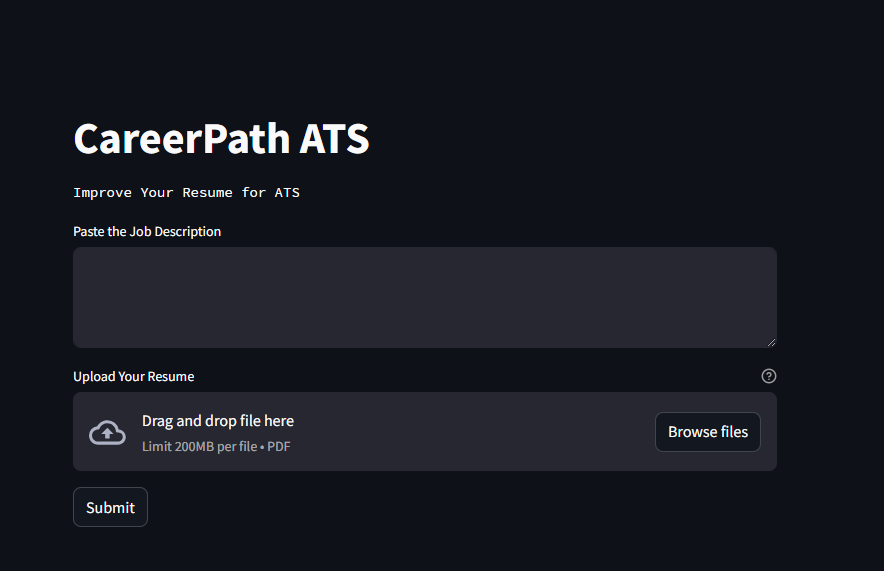 CareerPath ATS
Improve Your Resume for ATS
Paste the Job Description
Upload Your Resume
Drag and drop file here
Limit 200MB per file • PDF
Browse files
Submit